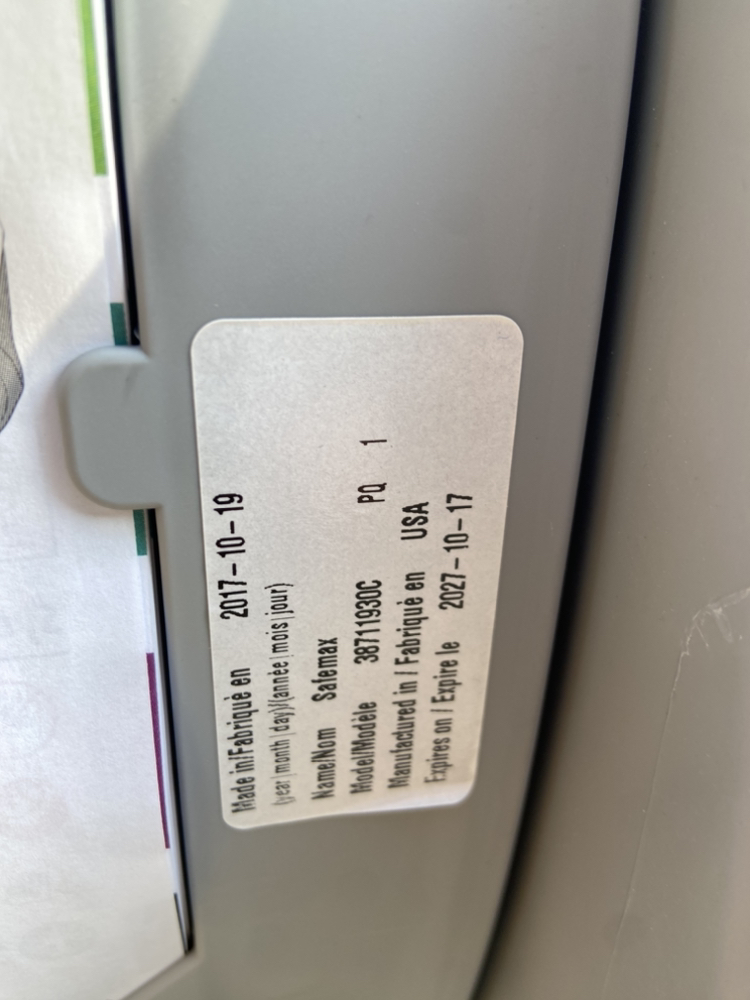 Made in/Fabriqué en 2017-10-19
(year|month|day)/(année|mois|jour)
Name/Nom Safemax
Model/Modèle 38711930C PQ 1
Manufactured in / Fabriqué en USA
Expires on / Expire le 2027-10-17